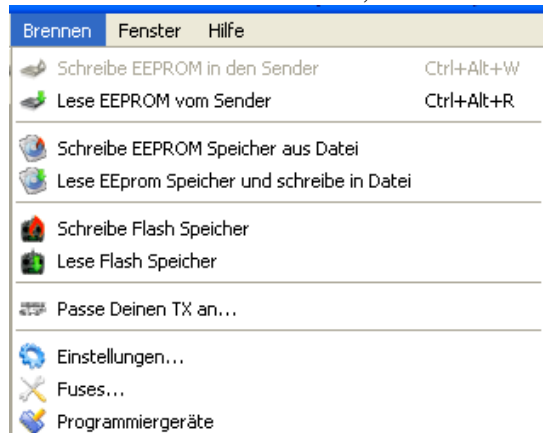 Brennen Fenster Hilfe
Schreibe EEPROM in den Sender Ctrl+Alt+W
Lese EEPROM vom Sender Ctrl+Alt+R
Schreibe EEPROM Speicher aus Datei
Lese EEprom Speicher und schreibe in Datei
Schreibe Flash Speicher
Lese Flash Speicher
Passe Deinen TX an...
Einstellungen...
Fuses...
Programmiergeräte